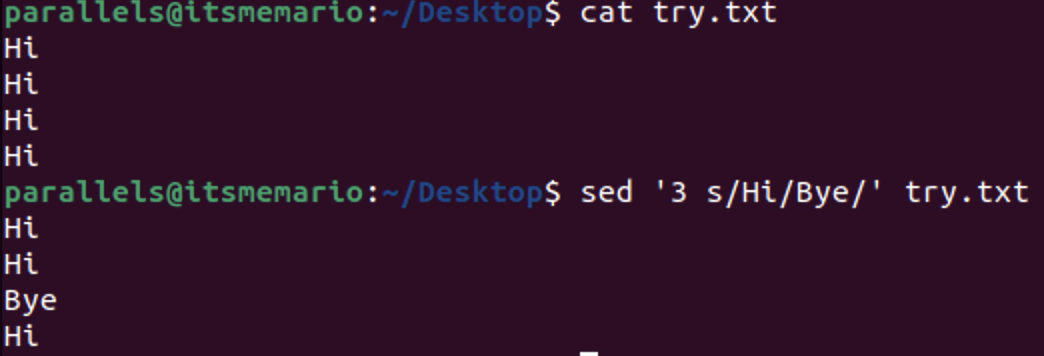 parallels@itsmemario:~/Desktop$ cat try.txt
Hi
Hi
Hi
Hi
parallels@itsmemario:~/Desktop$ sed '3 s/Hi/Bye/' try.txt
Hi
Hi
Bye
Hi